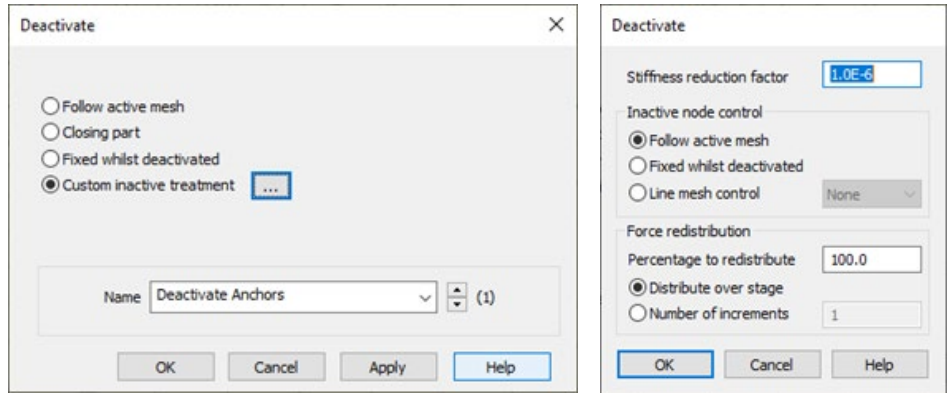 Deactivate
Follow active mesh
Closing part
Fixed whilst deactivated
Custom inactive treatment ...
Name Deactivate Anchors (1)
OK Cancel Apply Help
Deactivate
Stiffness reduction factor 1.0E-6
Inactive node control
Follow active mesh
Fixed whilst deactivated
Line mesh control None
Force redistribution
Percentage to redistribute 100.0
Distribute over stage
Number of increments 1
OK Cancel Help